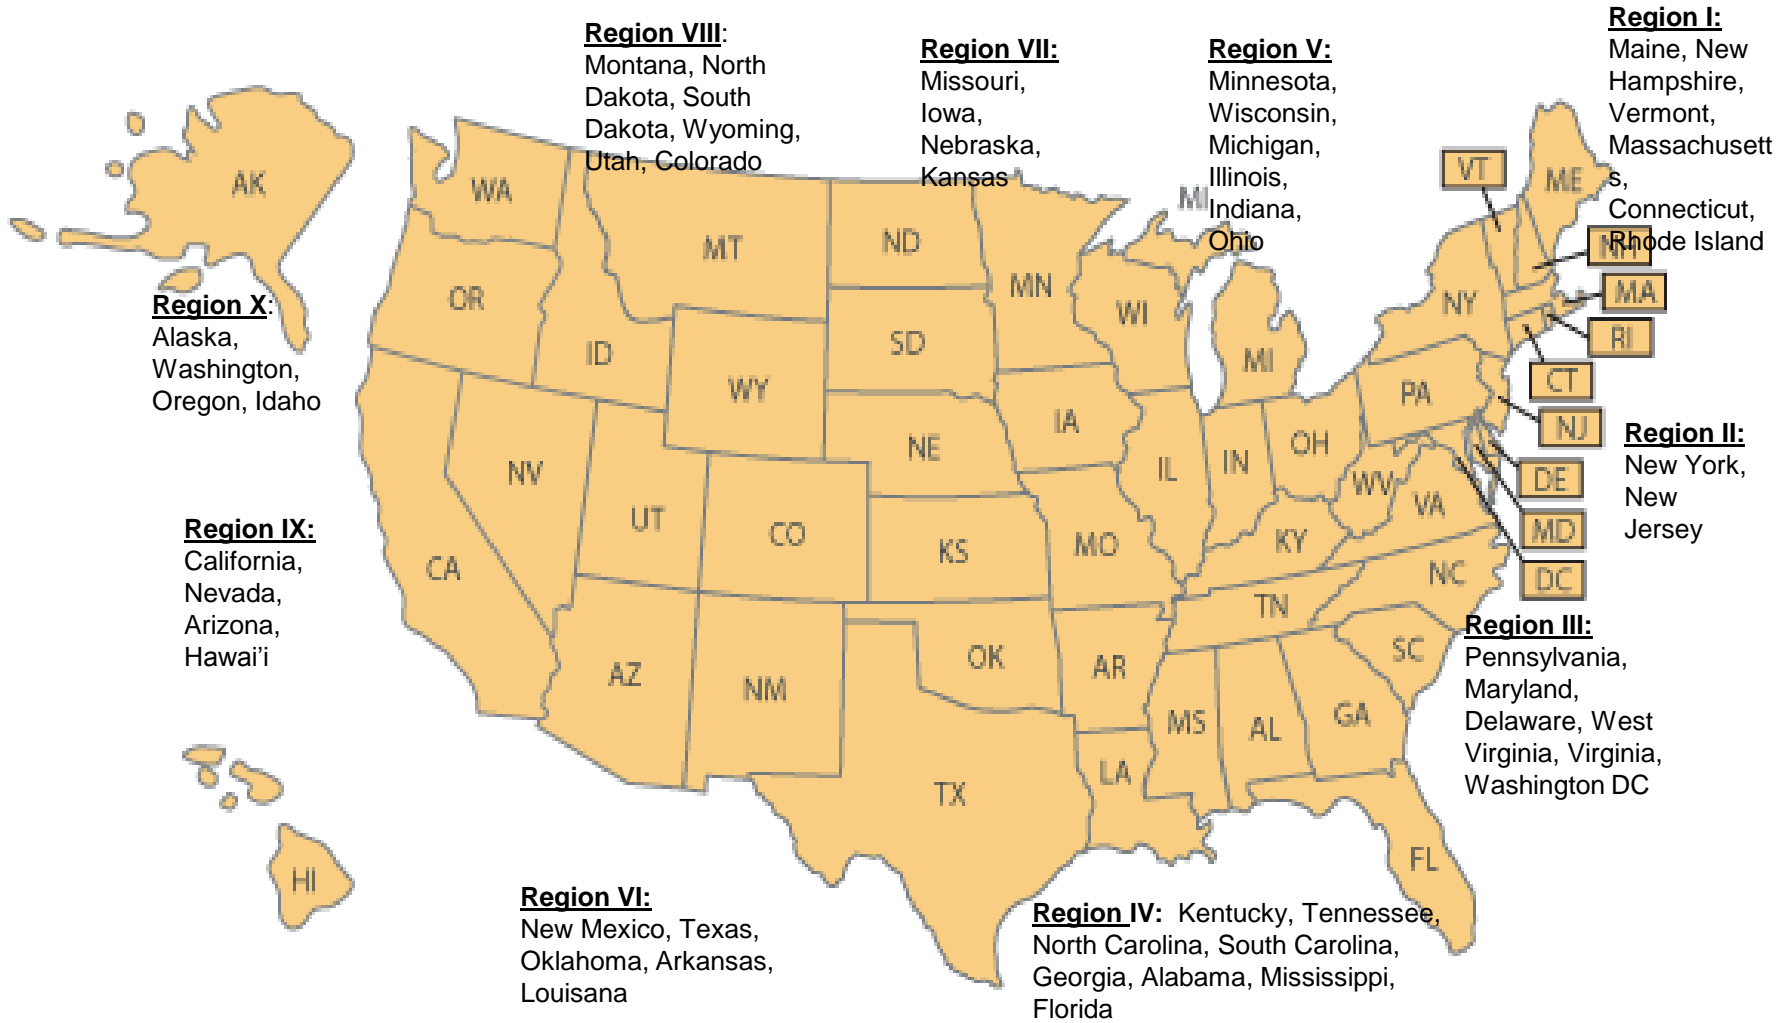 Region VIII:
Montana, North
Dakota, South
Dakota, Wyoming,
Utah, Colorado
Region VII:
Missouri,
Iowa,
Nebraska,
Kansas
Region V:
Minnesota,
Wisconsin,
Michigan,
Illinois,
Indiana,
Ohio
Region I:
Maine, New
Hampshire,
Vermont,
Massachusett
s,
Connecticut,
Rhode Island
Region X:
Alaska,
Washington,
Oregon, Idaho
Region IX:
California,
Nevada,
Arizona,
Hawai'i
Region II:
New York,
New
Jersey
Region III:
Pennsylvania,
Maryland,
Delaware, West
Virginia, Virginia,
Washington DC
Region VI:
New Mexico, Texas,
Oklahoma, Arkansas,
Louisana
Region IV: Kentucky, Tennessee,
North Carolina, South Carolina,
Georgia, Alabama, Mississippi,
Florida
AK
WA
MT
ND
MN
MI
VT
ME
NH
MA
RI
CT
NJ
DE
MD
DC
OR
ID
WY
SD
WI
MI
NY
PA
NE
IA
IL
IN
OH
WV
VA
NV
UT
CO
KS
MO
KY
NC
CA
AZ
NM
OK
AR
TN
SC
MS
AL
GA
TX
LA
FL
HI